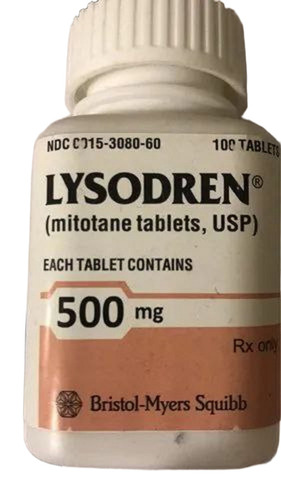 NDC 0015-3080-60 100 TABLETS
LYSODREN®
(mitotane tablets, USP)
EACH TABLET CONTAINS
500 mg
Rx only
Bristol-Myers Squibb